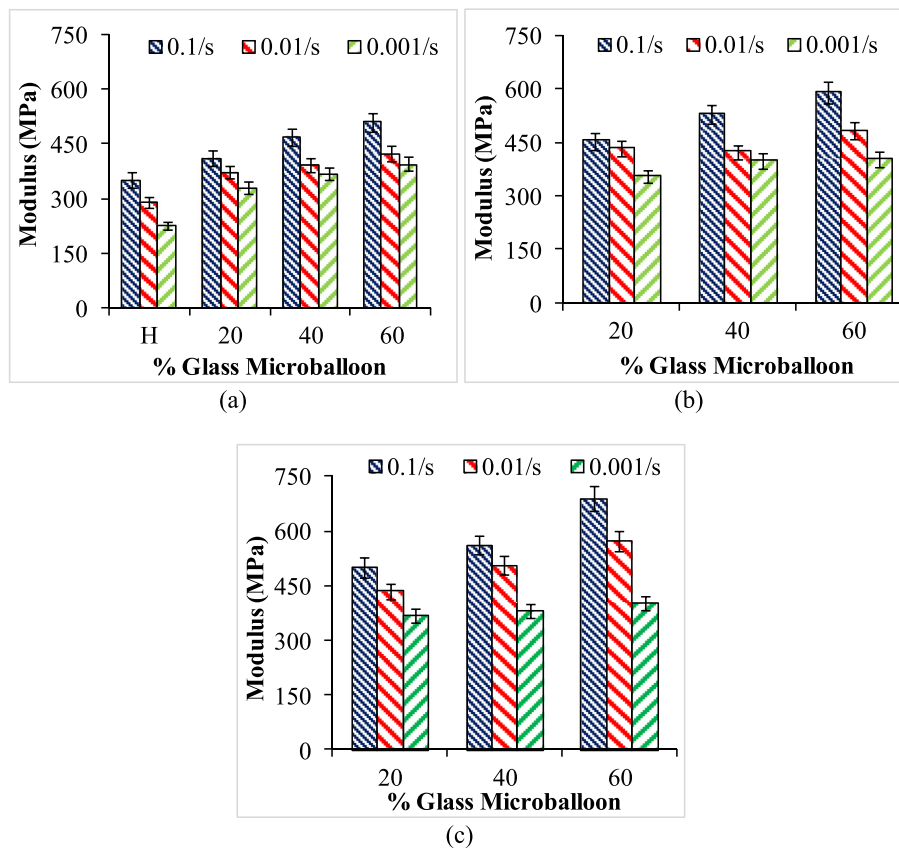 750
600
450
300
150
0
Modulus (MPa)
0.1/s 0.01/s 0.001/s
H 20 40 60
% Glass Microballoon
(a)
750
600
450
300
150
0
Modulus (MPa)
0.1/s 0.01/s 0.001/s
20 40 60
% Glass Microballoon
(b)
750
600
450
300
150
0
Modulus (MPa)
0.1/s 0.01/s 0.001/s
20 40 60
% Glass Microballoon
(c)